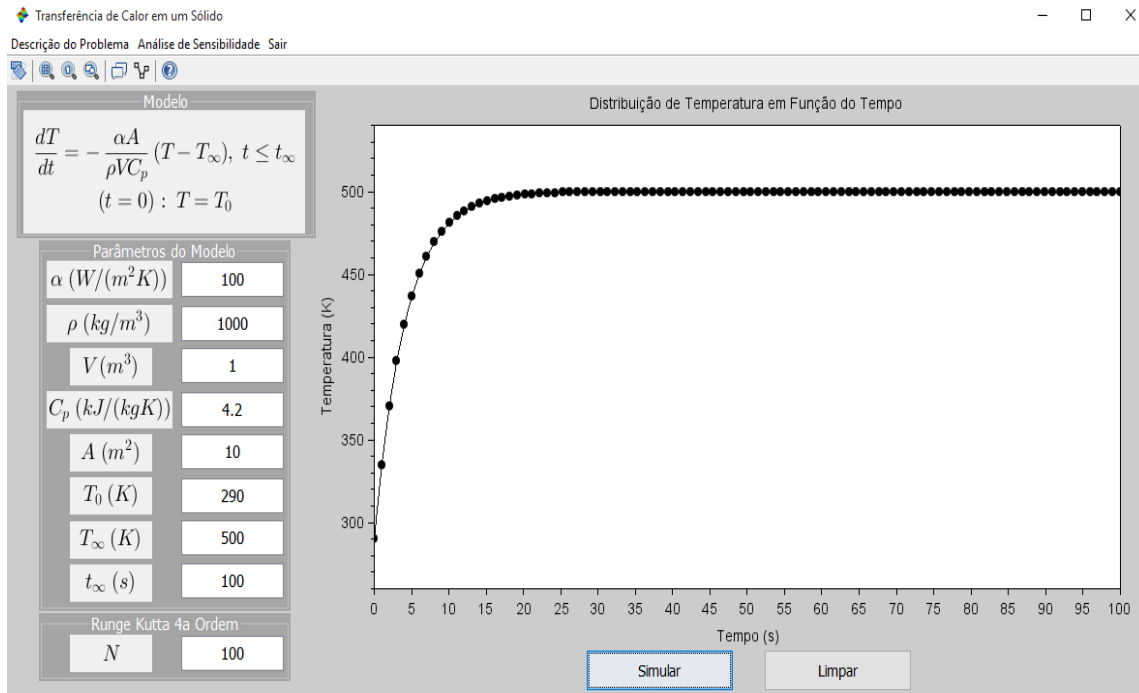 Transferência de Calor em um Sólido
Descrição do Problema Análise de Sensibilidade Sair
Modelo
dT/dt = − αA/ρVC_p (T − T_∞), t ≤ t_∞
(t = 0) : T = T_0
Parâmetros do Modelo
α (W/(m²K)) 100
ρ (kg/m³) 1000
V(m³) 1
C_p (kJ/(kgK)) 4.2
A (m²) 10
T_0 (K) 290
T_∞ (K) 500
t_∞ (s) 100
Runge Kutta 4a Ordem
N 100
Distribuição de Temperatura em Função do Tempo
Temperatura (K)
500
450
400
350
300
0 5 10 15 20 25 30 35 40 45 50 55 60 65 70 75 80 85 90 95 100
Tempo (s)
Simular Limpar